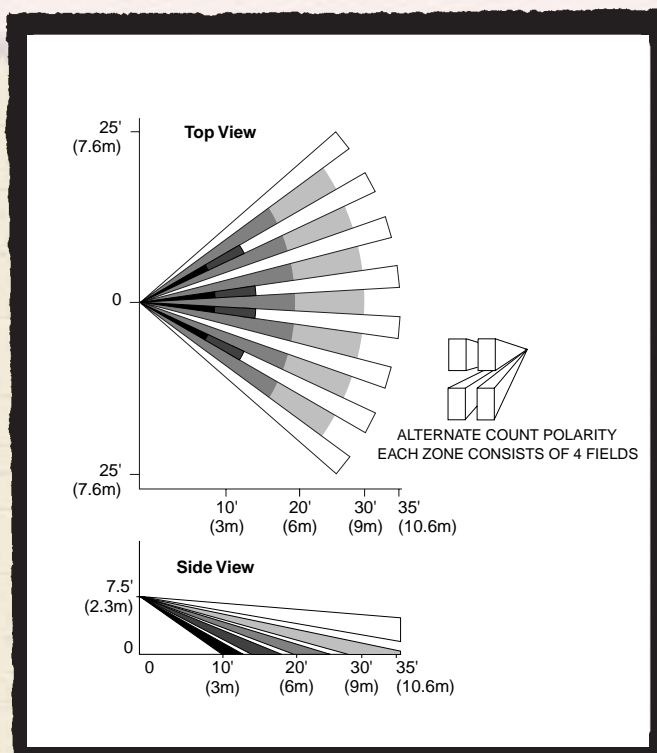 25'
(7.6m)
Top View
0
25'
(7.6m)
10' 20' 30' 35'
(3m) (6m) (9m) (10.6m)
ALTERNATE COUNT POLARITY
EACH ZONE CONSISTS OF 4 FIELDS
Side View
7.5'
(2.3m)
0
0 10' 20' 30' 35'
(3m) (6m) (9m) (10.6m)